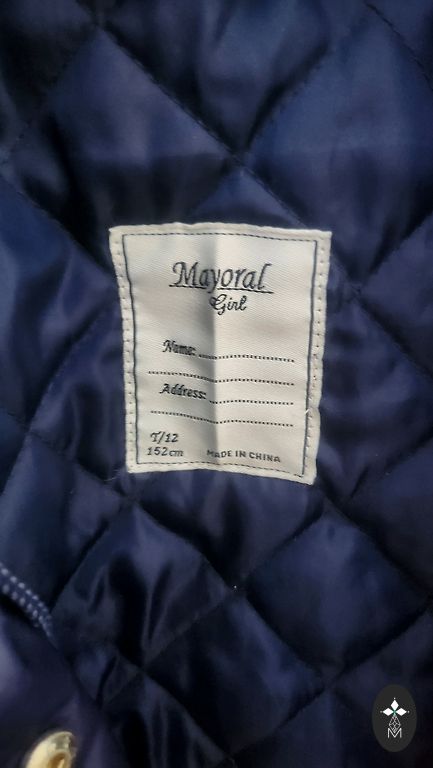 Mayoral
Girl
Name: ........................
....................................
Address: .....................
....................................
T/12
152cm MADE IN CHINA
M